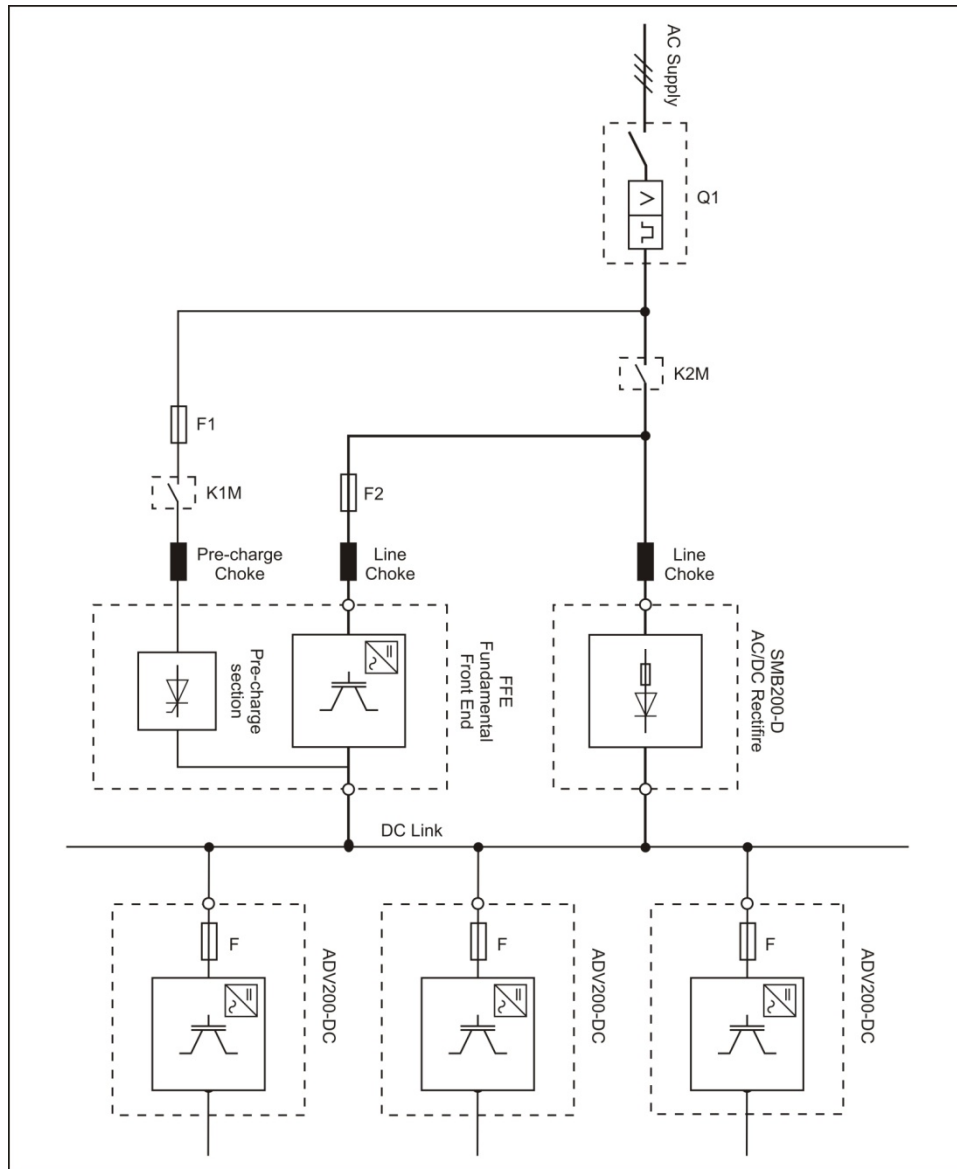 AC Supply
Q1
K2M
F1
K1M
F2
Pre-charge
Choke
Line
Choke
Line
Choke
Pre-charge
section
FFE
Fundamental
Front End
SMB200-D
AC/DC Rectifire
DC Link
F
ADV200-DC
F
ADV200-DC
F
ADV200-DC